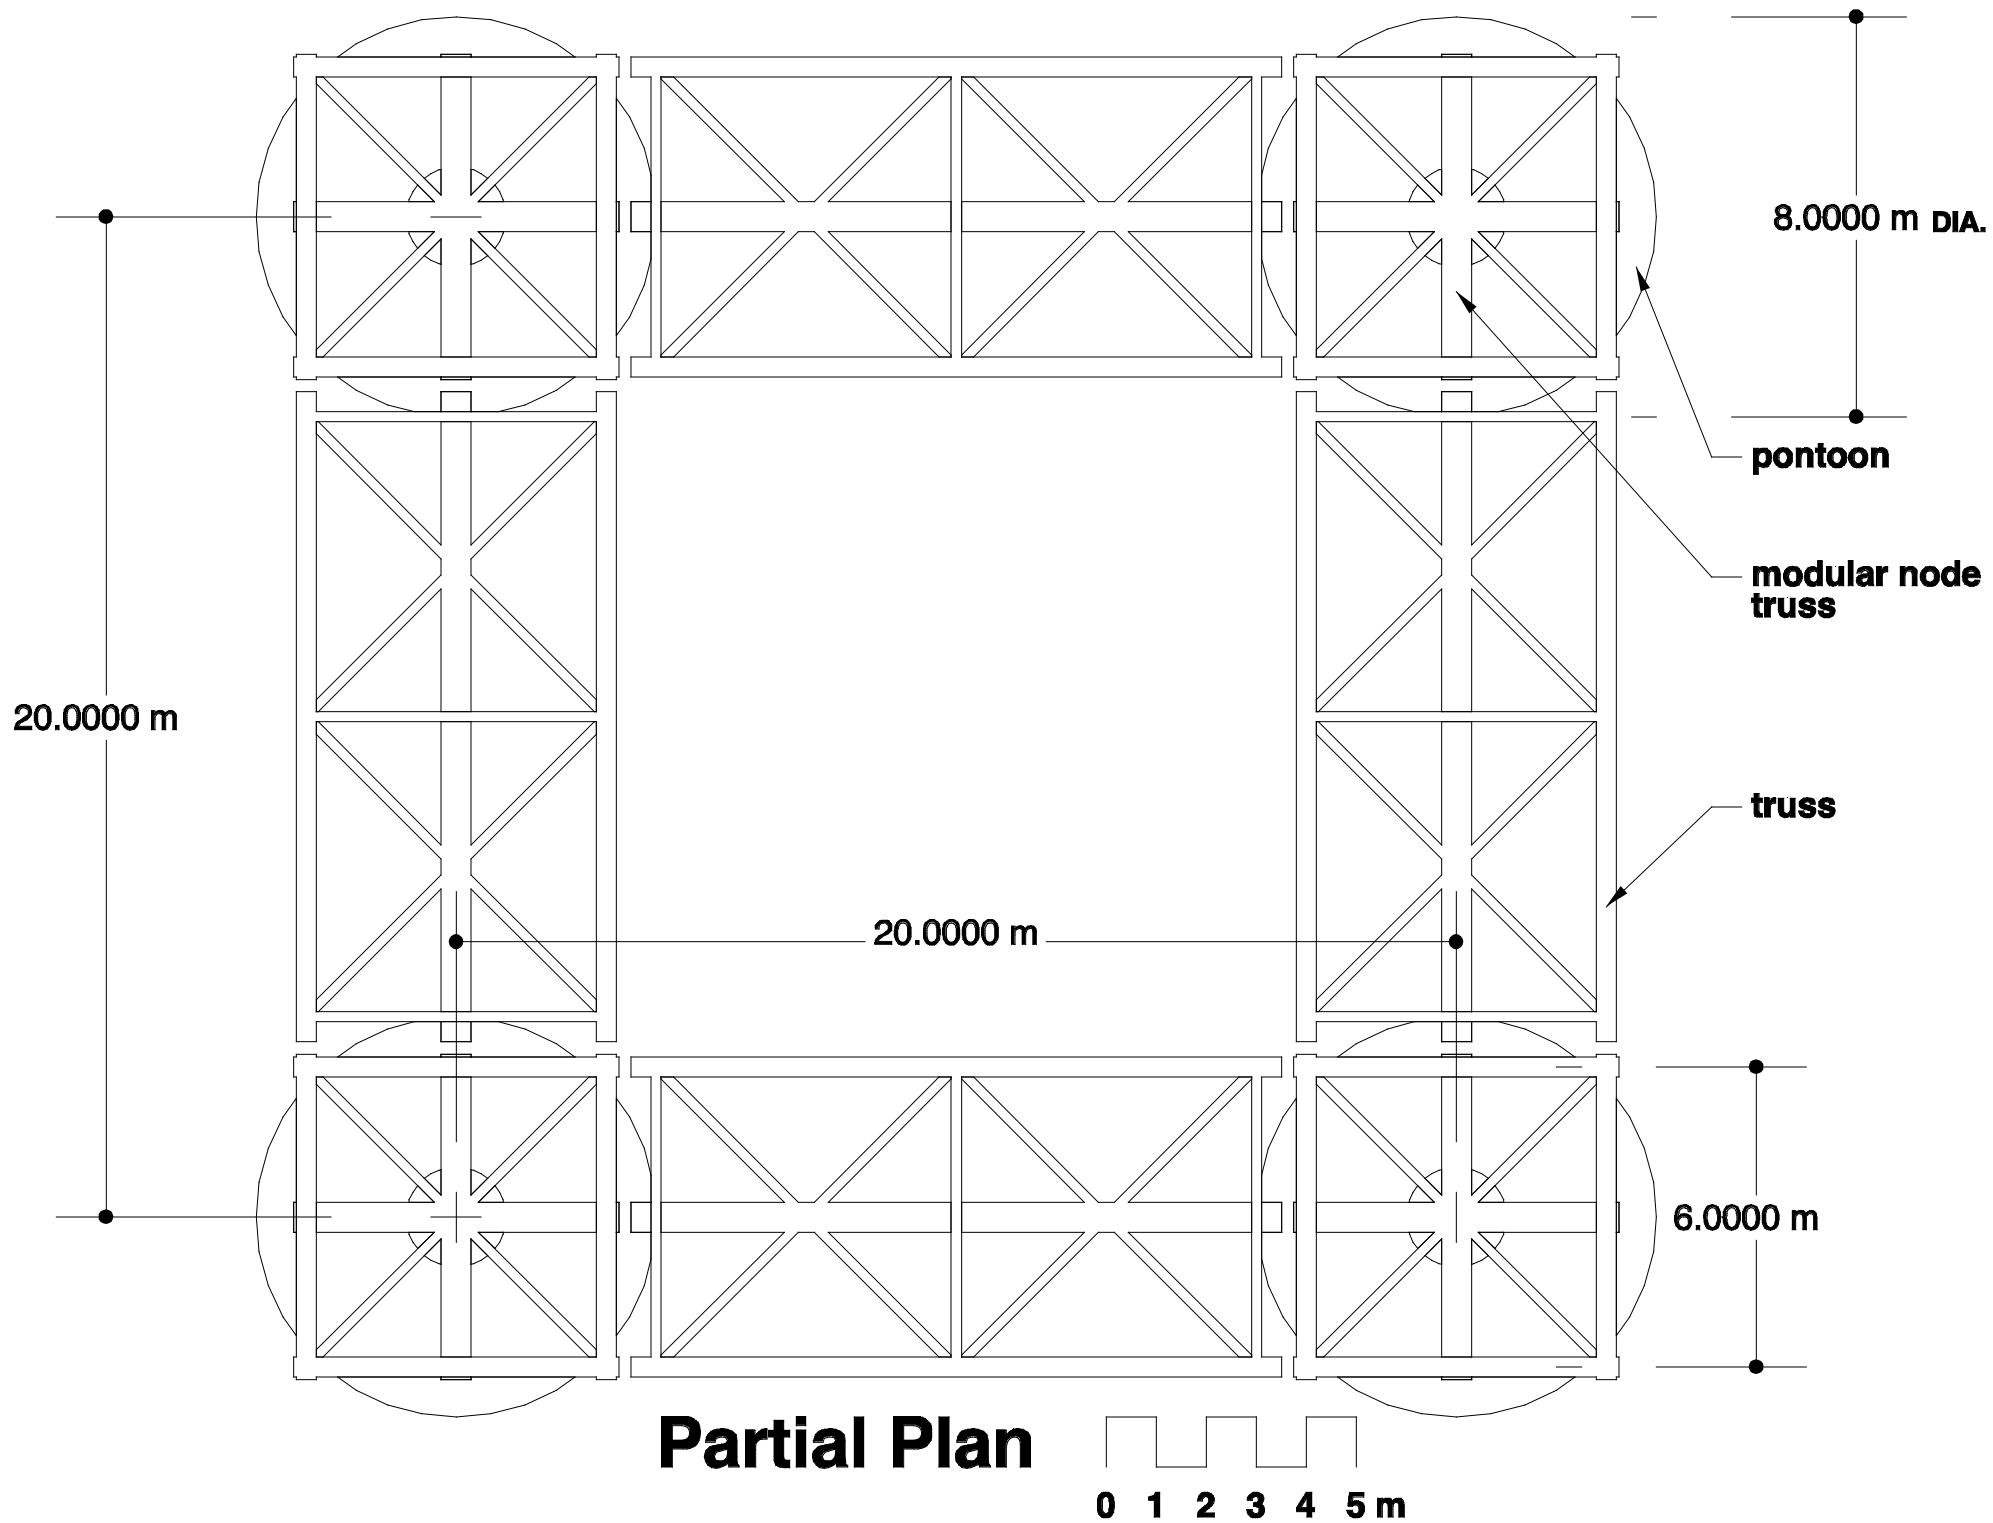 8.0000 m DIA.
pontoon
modular node
truss
20.0000 m
truss
20.0000 m
6.0000 m
Partial Plan
0 1 2 3 4 5 m